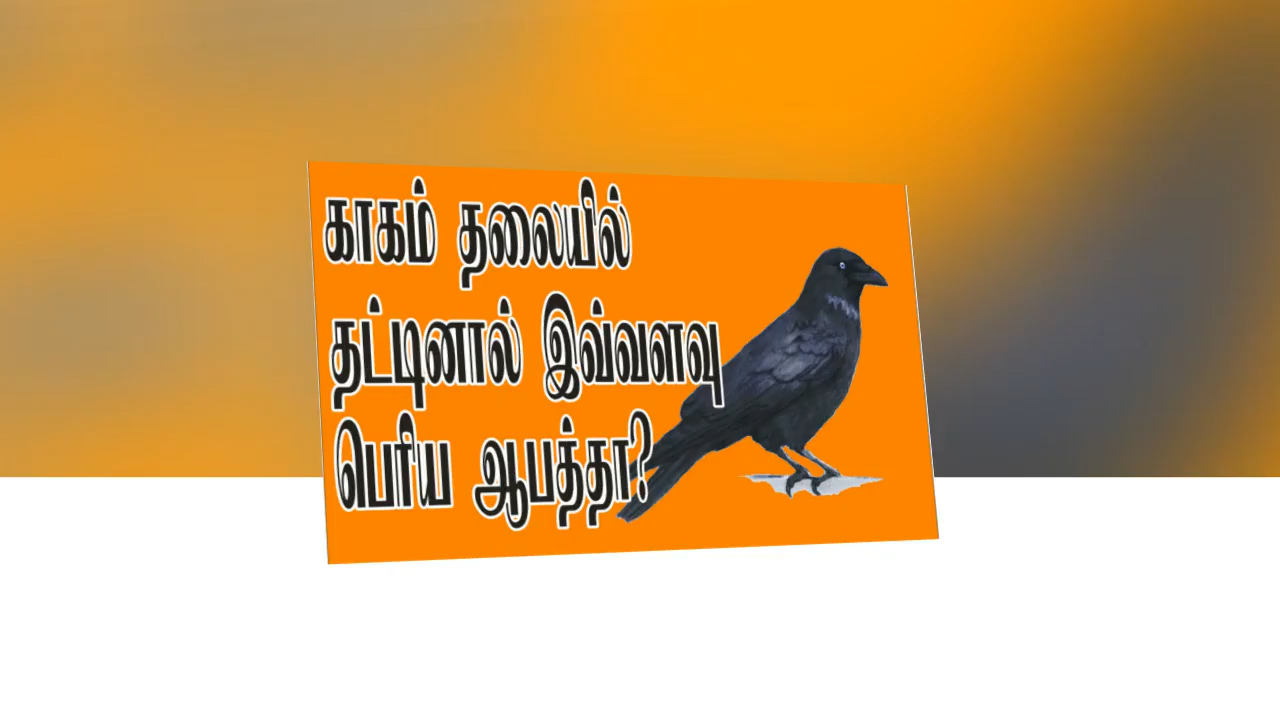 காகம் தலையில்
தட்டினால் இவ்வளவு
பெரிய ஆபத்தா?